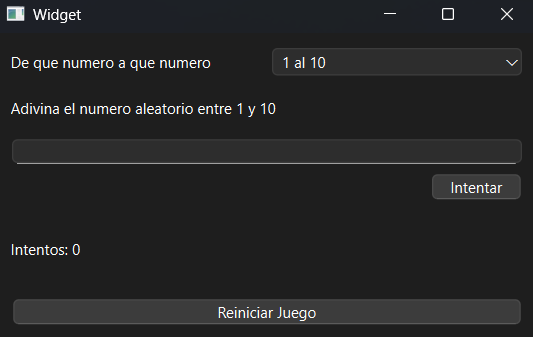 Widget
De que numero a que numero 1 al 10
Adivina el numero aleatorio entre 1 y 10
Intentar
Intentos: 0
Reiniciar Juego